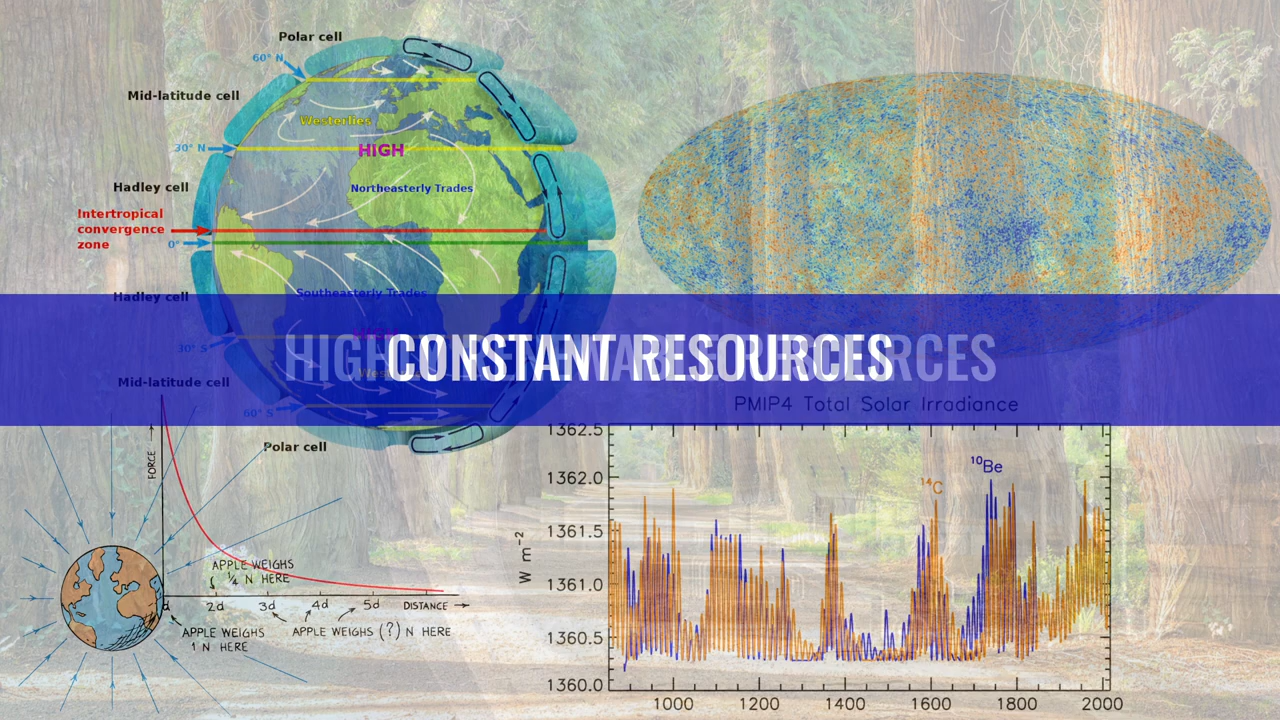 Polar cell
60° N
Mid-latitude cell
Westerlies
30° N
HIGH
Hadley cell
Northeasterly Trades
Intertropical
convergence
zone
0°
Hadley cell
Southeasterly Trades
HIGH
30° S
CONSTANT RESOURCES
Mid-latitude cell
60° S
Polar cell
PMIP4 Total Solar Irradiance
FORCE
APPLE WEIGHS
¼ N HERE
d 2d 3d 4d 5d DISTANCE
APPLE WEIGHS
1 N HERE
APPLE WEIGHS (?) N HERE
W m⁻²
1362.5
1362.0
1361.5
1361.0
1360.5
1360.0
¹⁴C
¹⁰Be
1000 1200 1400 1600 1800 2000